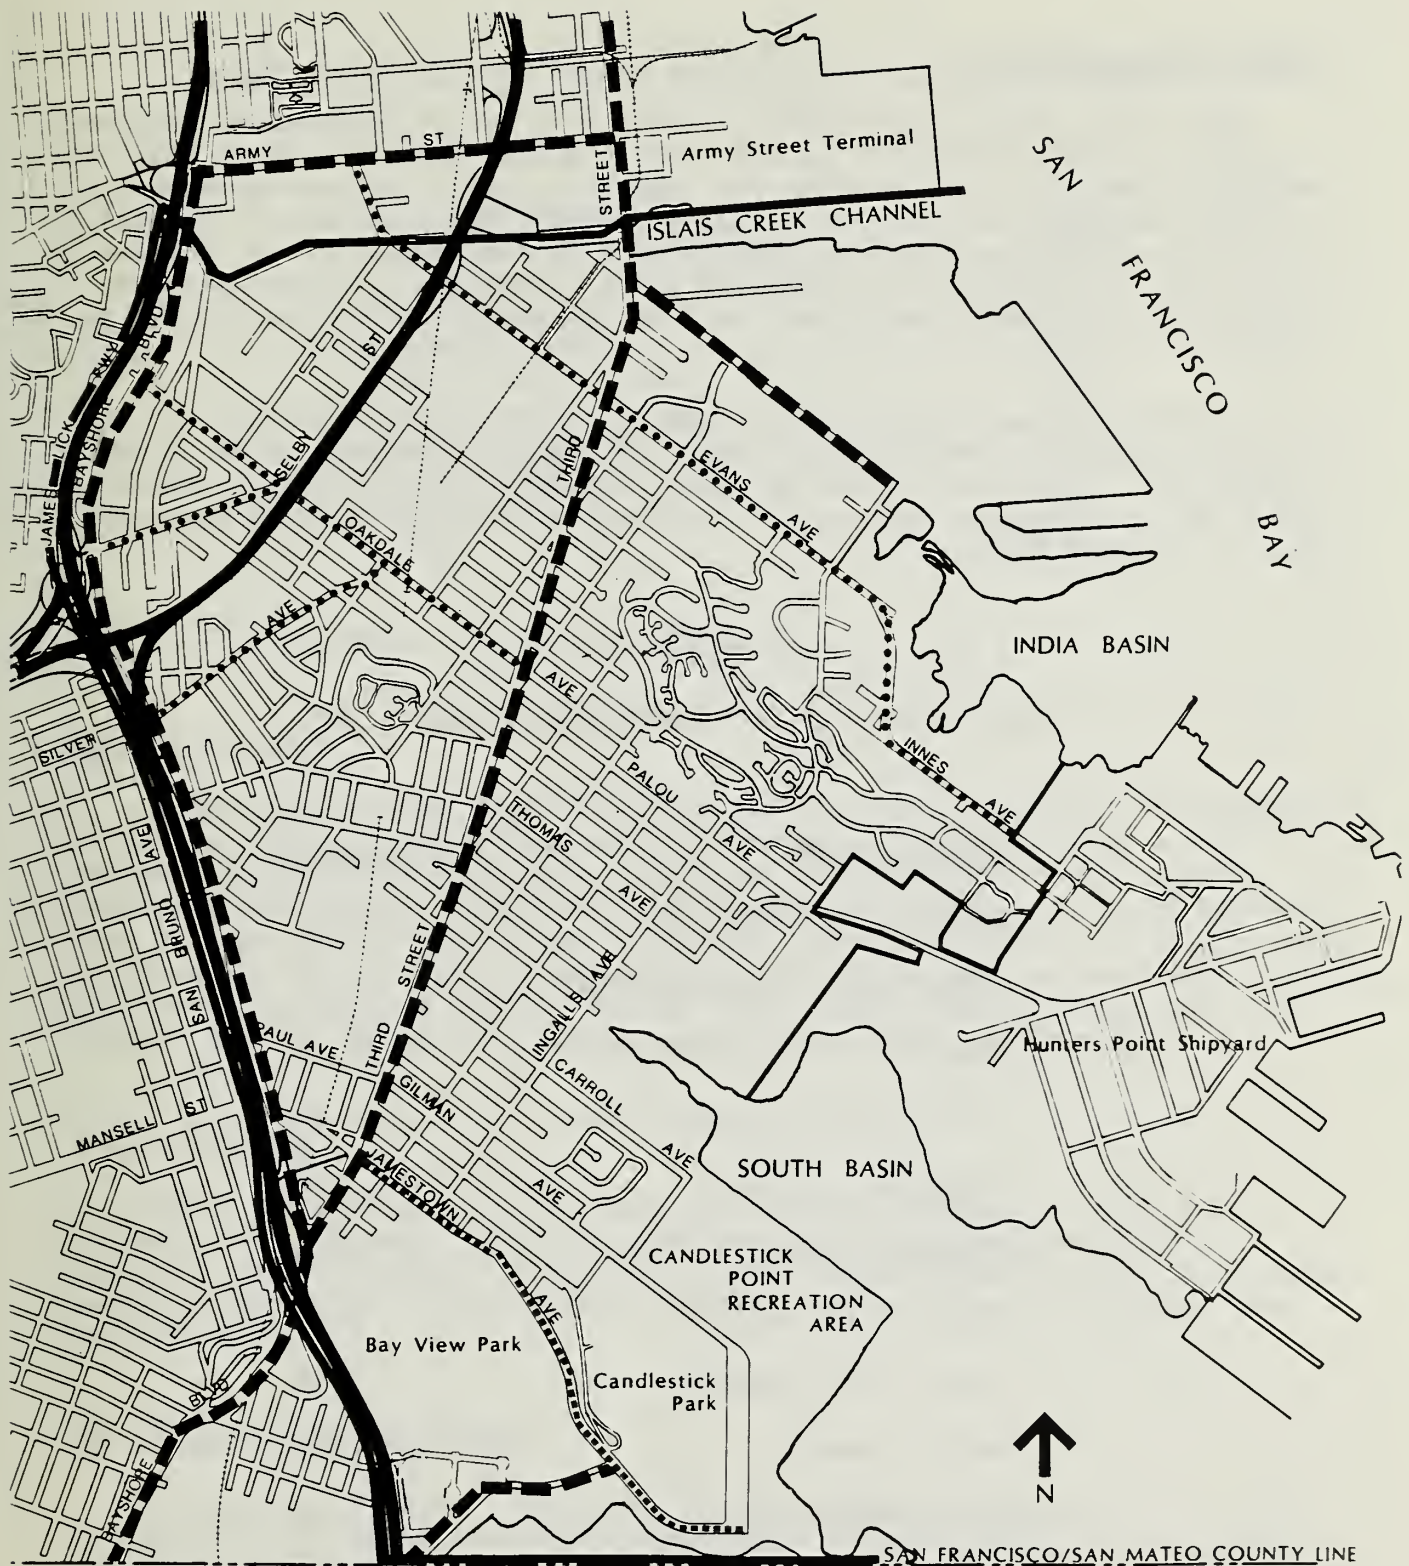 ARMY ST
Army Street Terminal
STREET
ISLAIS CREEK CHANNEL
SAN
FRANCISCO
BAY
JAMES LICK FWY
BAYSHORE BLVD
SELBY ST
THIRD
EVANS AVE
OAKDALE
AVE
AVE
INDIA BASIN
SILVER
INNES AVE
PALOU AVE
THOMAS AVE
SAN BRUNO AVE
THIRD STREET
INGALLS AVE
PAUL AVE
CARROLL AVE
GILMAN AVE
Hunters Point Shipyard
MANSELL ST
JAMESTOWN AVE
SOUTH BASIN
CANDLESTICK
POINT
RECREATION
AREA
Bay View Park
Candlestick
Park
BAYSHORE BLVD
N
SAN FRANCISCO/SAN MATEO COUNTY LINE